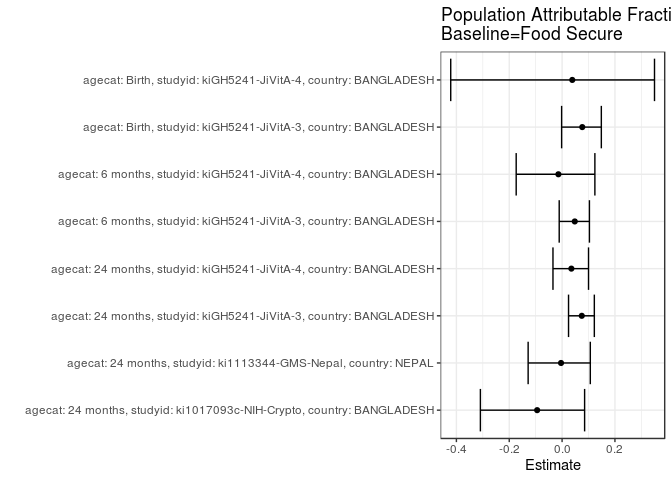 Population Attributable Fracti
Baseline=Food Secure
agecat: Birth, studyid: kiGH5241-JiVitA-4, country: BANGLADESH
agecat: Birth, studyid: kiGH5241-JiVitA-3, country: BANGLADESH
agecat: 6 months, studyid: kiGH5241-JiVitA-4, country: BANGLADESH
agecat: 6 months, studyid: kiGH5241-JiVitA-3, country: BANGLADESH
agecat: 24 months, studyid: kiGH5241-JiVitA-4, country: BANGLADESH
agecat: 24 months, studyid: kiGH5241-JiVitA-3, country: BANGLADESH
agecat: 24 months, studyid: ki1113344-GMS-Nepal, country: NEPAL
agecat: 24 months, studyid: ki1017093c-NIH-Crypto, country: BANGLADESH
-0.4 -0.2 0.0 0.2
Estimate